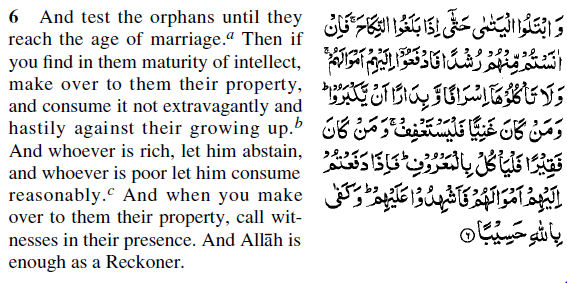 6 And test the orphans until they
reach the age of marriage.a Then if
you find in them maturity of intellect,
make over to them their property,
and consume it not extravagantly and
hastily against their growing up.b
And whoever is rich, let him abstain,
and whoever is poor let him consume
reasonably.c And when you make
over to them their property, call wit-
nesses in their presence. And Allāh is
enough as a Reckoner.
وَ ابْتَلُوا الْيَتٰمٰى حَتّٰۤى اِذَا بَلَغُوا النِّكَاحَ ۚ فَاِنْ
اٰنَسْتُمْ مِّنْهُمْ رُشْدًا فَادْفَعُوْۤا اِلَيْهِمْ اَمْوَالَهُمْ ۚ
وَ لَا تَاْكُلُوْهَاۤ اِسْرَافًا وَّ بِدَارًا اَنْ يَّكْبَرُوْا ؕ
وَ مَنْ كَانَ غَنِيًّا فَلْيَسْتَعْفِفْ ۚ وَ مَنْ كَانَ
فَقِيْرًا فَلْيَاْكُلْ بِالْمَعْرُوْفِ ؕ فَاِذَا دَفَعْتُمْ
اِلَيْهِمْ اَمْوَالَهُمْ فَاَشْهِدُوْا عَلَيْهِمْ ؕ وَ كَفٰى
بِاللّٰهِ حَسِيْبًا ۶